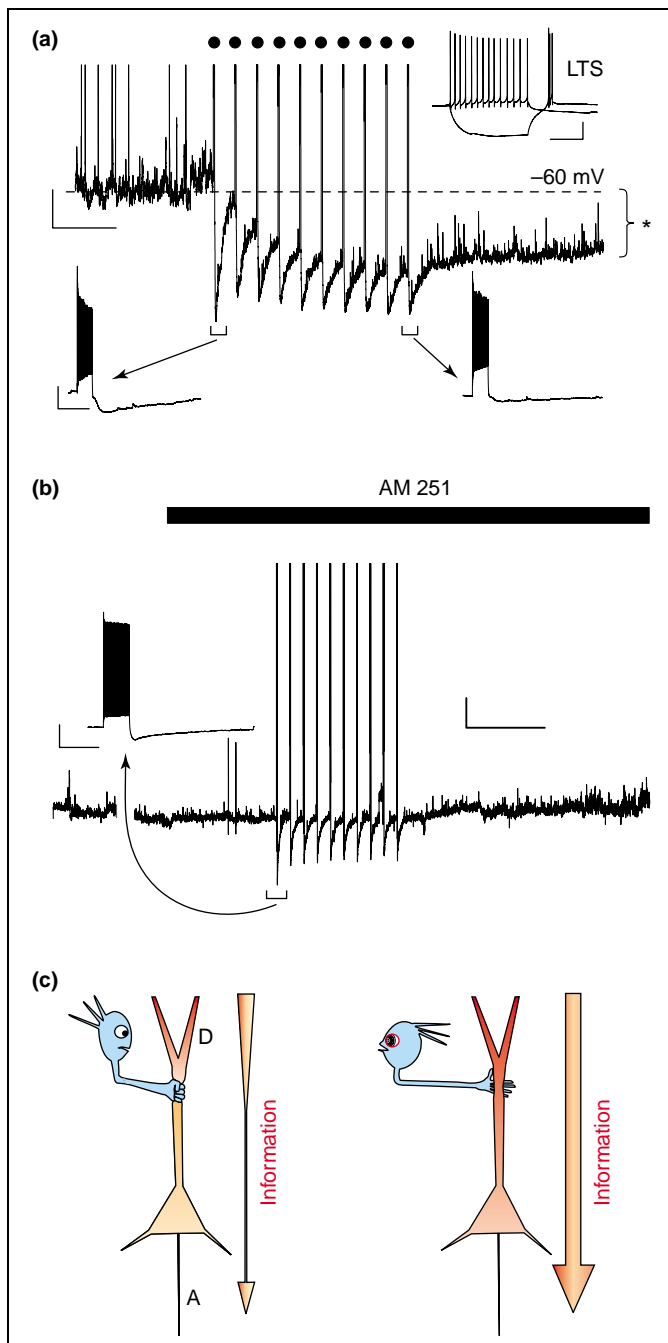 (a)
LTS
–60 mV
*
(b)
AM 251
(c)
D
Information
A
Information